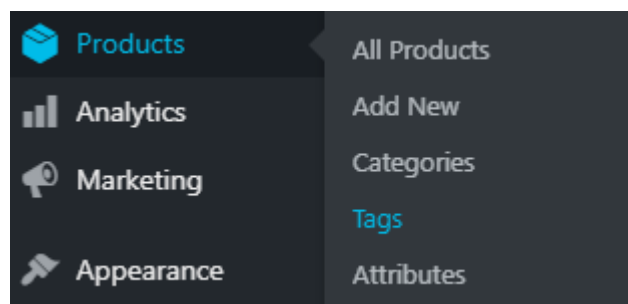 Products
Analytics
Marketing
Appearance
All Products
Add New
Categories
Tags
Attributes